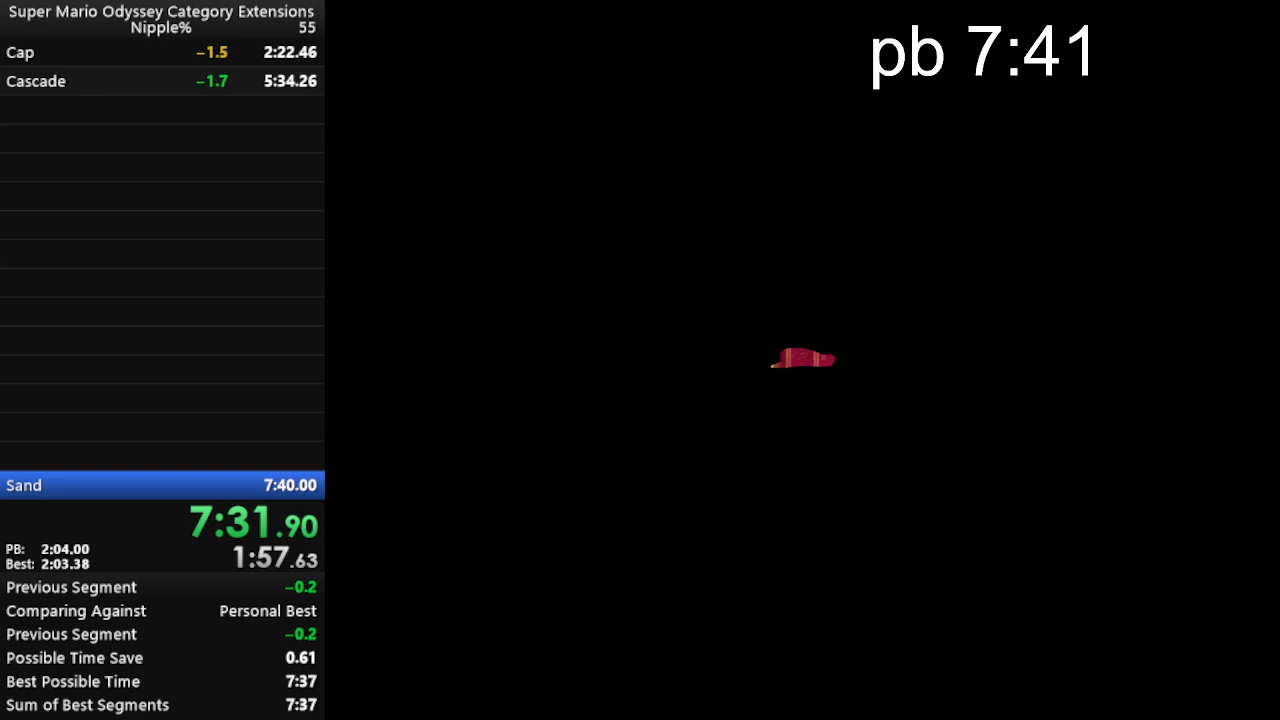 Super Mario Odyssey Category Extensions
Nipple% 55
Cap −1.5 2:22.46
Cascade −1.7 5:34.26
pb 7:41
Sand 7:40.00
7:31.90
PB: 2:04.00
Best: 2:03.38
1:57.63
Previous Segment −0.2
Comparing Against Personal Best
Previous Segment −0.2
Possible Time Save 0.61
Best Possible Time 7:37
Sum of Best Segments 7:37